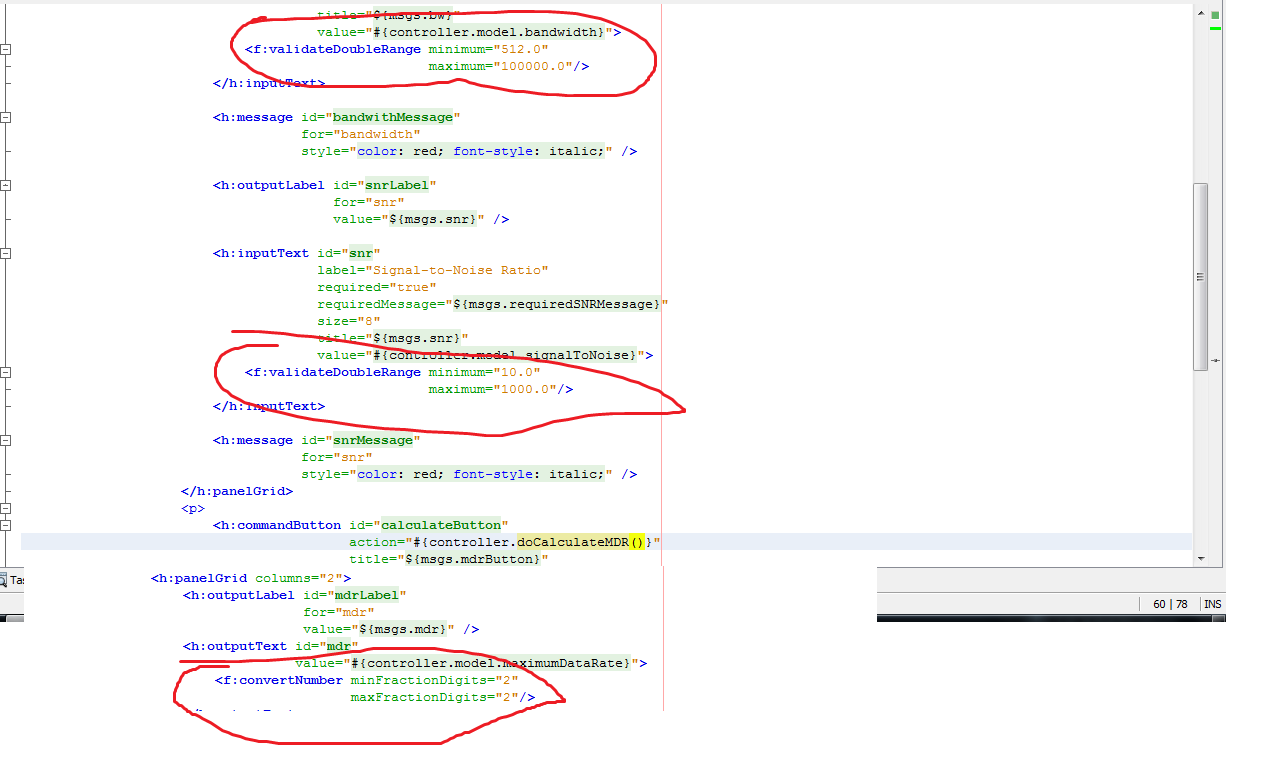 title="${msgs.bw}"
value="#{controller.model.bandwidth}">
<f:validateDoubleRange minimum="512.0"
maximum="100000.0"/>
</h:inputText>
<h:message id="bandwithMessage"
for="bandwidth"
style="color: red; font-style: italic;" />
<h:outputLabel id="snrLabel"
for="snr"
value="${msgs.snr}" />
<h:inputText id="snr"
label="Signal-to-Noise Ratio"
required="true"
requiredMessage="${msgs.requiredSNRMessage}"
size="8"
title="${msgs.snr}"
value="#{controller.model.signalToNoise}">
<f:validateDoubleRange minimum="10.0"
maximum="1000.0"/>
</h:inputText>
<h:message id="snrMessage"
for="snr"
style="color: red; font-style: italic;" />
</h:panelGrid>
<p>
<h:commandButton id="calculateButton"
action="#{controller.doCalculateMDR()}"
title="${msgs.mdrButton}"
<h:panelGrid columns="2">
<h:outputLabel id="mdrLabel"
for="mdr"
value="${msgs.mdr}" />
<h:outputText id="mdr"
value="#{controller.model.maximumDataRate}">
<f:convertNumber minFractionDigits="2"
maxFractionDigits="2"/>
60 | 78 INS